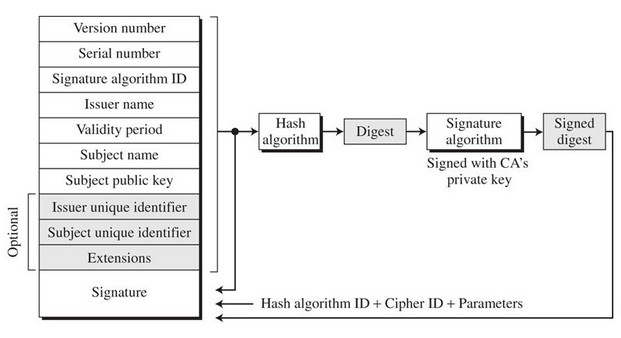 Version number
Serial number
Signature algorithm ID
Issuer name
Validity period
Subject name
Subject public key
Optional
Issuer unique identifier
Subject unique identifier
Extensions
Signature
Hash
algorithm
Digest
Signature
algorithm
Signed with CA's
private key
Signed
digest
Hash algorithm ID + Cipher ID + Parameters